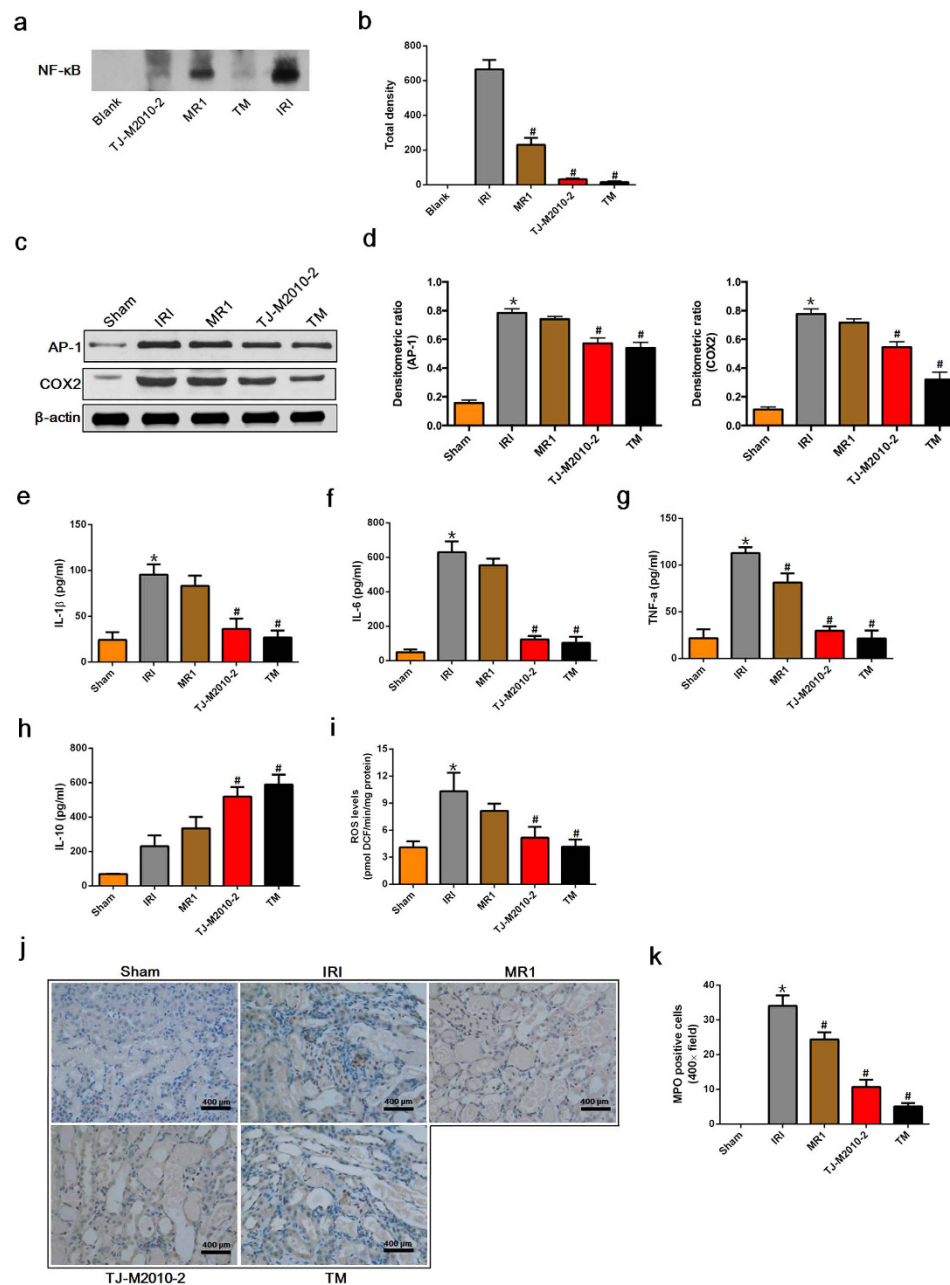 a
NF-κB
Blank
TJ-M2010-2
MR1
TM
IRI
b
Total density
800
600
400
200
0
Blank
IRI
MR1
TJ-M2010-2
TM
#
#
#
c
Sham
IRI
MR1
TJ-M2010-2
TM
AP-1
COX2
β-actin
d
Densitometric ratio
(AP-1)
1.0
0.8
0.6
0.4
0.2
0.0
*
#
#
Sham
IRI
MR1
TJ-M2010-2
TM
Densitometric ratio
(COX2)
1.0
0.8
0.6
0.4
0.2
0.0
*
#
#
Sham
IRI
MR1
TJ-M2010-2
TM
e
IL-1β (pg/ml)
150
100
50
0
*
#
#
Sham
IRI
MR1
TJ-M2010-2
TM
f
IL-6 (pg/ml)
800
600
400
200
0
*
#
#
Sham
IRI
MR1
TJ-M2010-2
TM
g
TNF-a (pg/ml)
150
100
50
0
*
#
#
#
Sham
IRI
MR1
TJ-M2010-2
TM
h
IL-10 (pg/ml)
800
600
400
200
0
#
#
Sham
IRI
MR1
TJ-M2010-2
TM
i
ROS levels
(pmol DCF/min/mg protein)
15
12
9
6
3
0
*
#
#
Sham
IRI
MR1
TJ-M2010-2
TM
j
Sham
IRI
MR1
400 μm
400 μm
400 μm
400 μm
400 μm
TJ-M2010-2
TM
k
MPO positive cells
(400× field)
40
30
20
10
0
*
#
#
#
Sham
IRI
MR1
TJ-M2010-2
TM